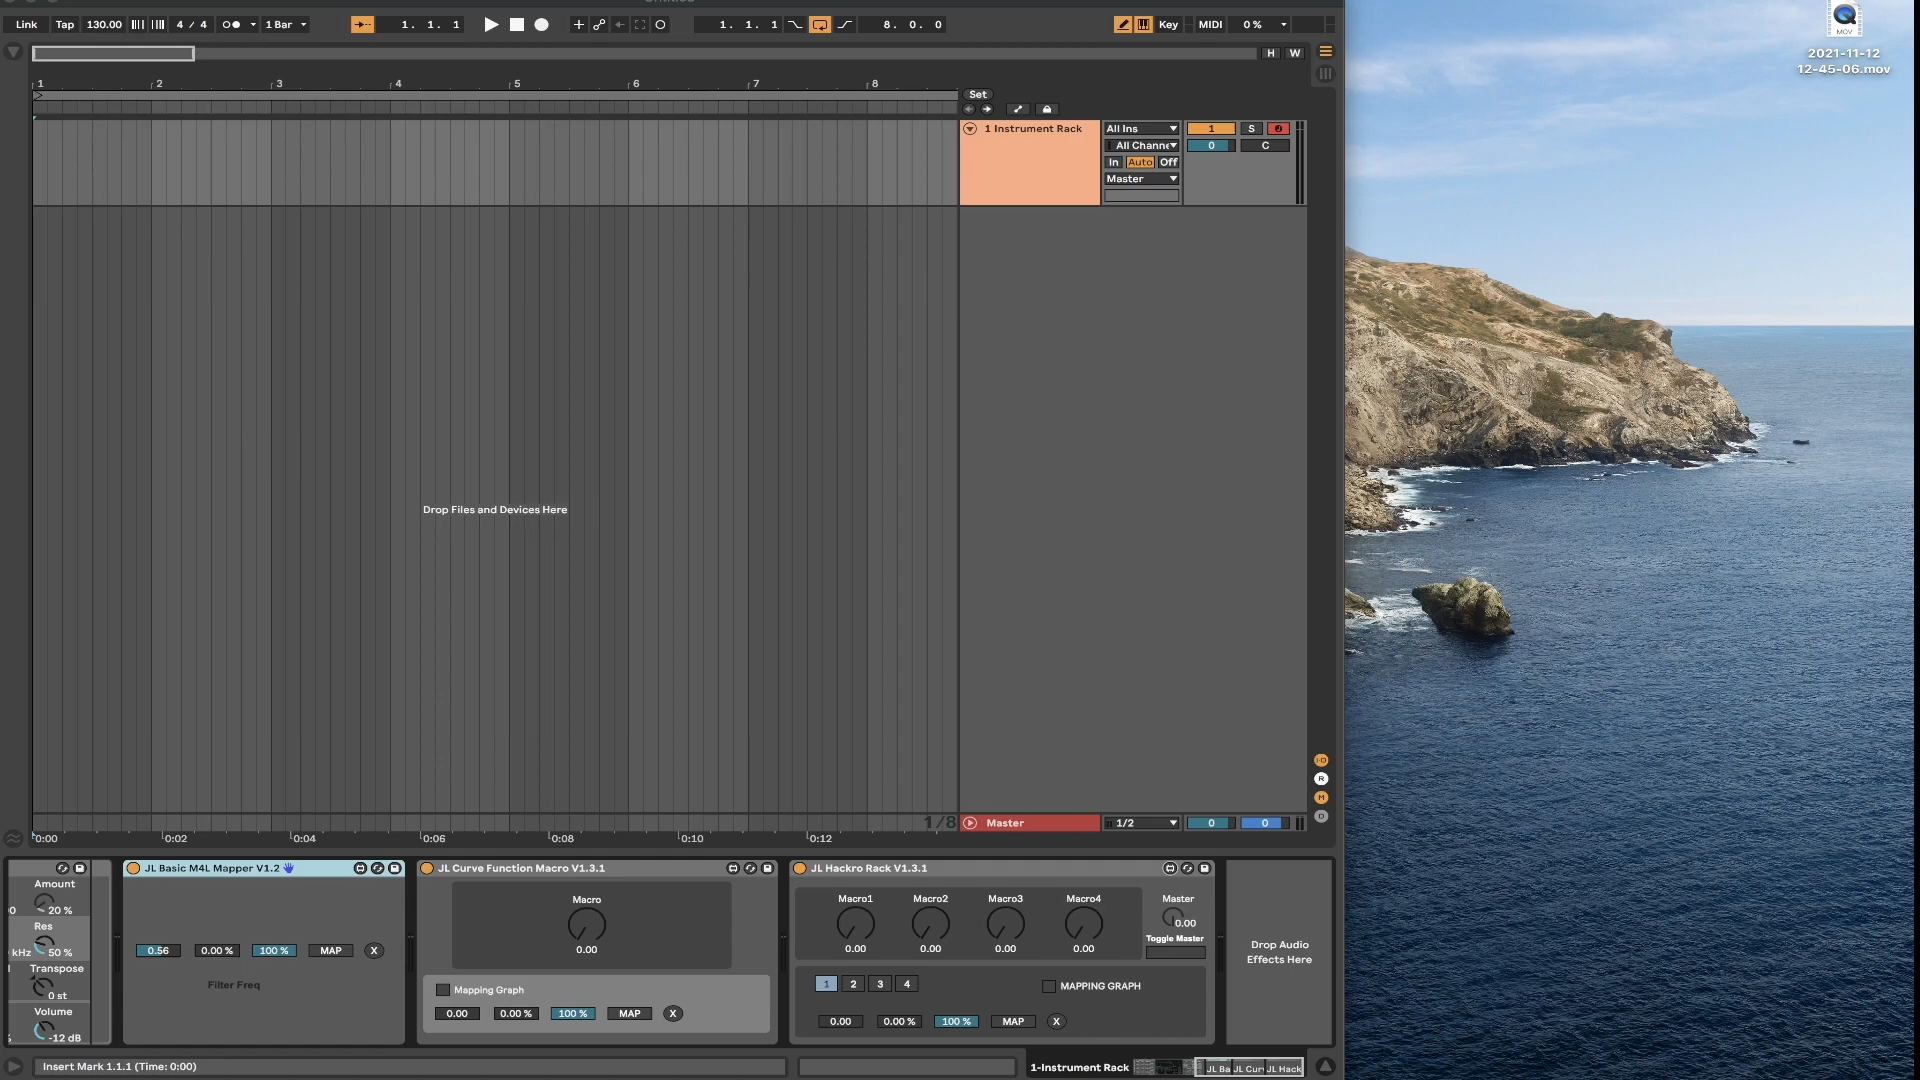 Link Tap 130.00 4 / 4 1 Bar 1. 1. 1 1. 1. 1 8. 0. 0 Key MIDI 0 %
MOV
2021-11-12
12-45-06.mov
H W
1 2 3 4 5 6 7 8
Set
1 Instrument Rack All Ins 1 S
All Channe 0 C
In Auto Off
Master
Drop Files and Devices Here
I·O
R
M
D
1/8 Master 1/2 0 0
0:00 0:02 0:04 0:06 0:08 0:10 0:12
Amount
20 %
Res
kHz 50 %
Transpose
0 st
Volume
-12 dB
JL Basic M4L Mapper V1.2
0.56 0.00 % 100 % MAP X
Filter Freq
JL Curve Function Macro V1.3.1
Macro
0.00
Mapping Graph
0.00 0.00 % 100 % MAP X
JL Hackro Rack V1.3.1
Macro1 Macro2 Macro3 Macro4 Master
0.00 0.00 0.00 0.00 0.00
Toggle Master
1 2 3 4 MAPPING GRAPH
0.00 0.00 % 100 % MAP X
Drop Audio
Effects Here
Insert Mark 1.1.1 (Time: 0:00)
1-Instrument Rack JL Ba JL Cur JL Hack